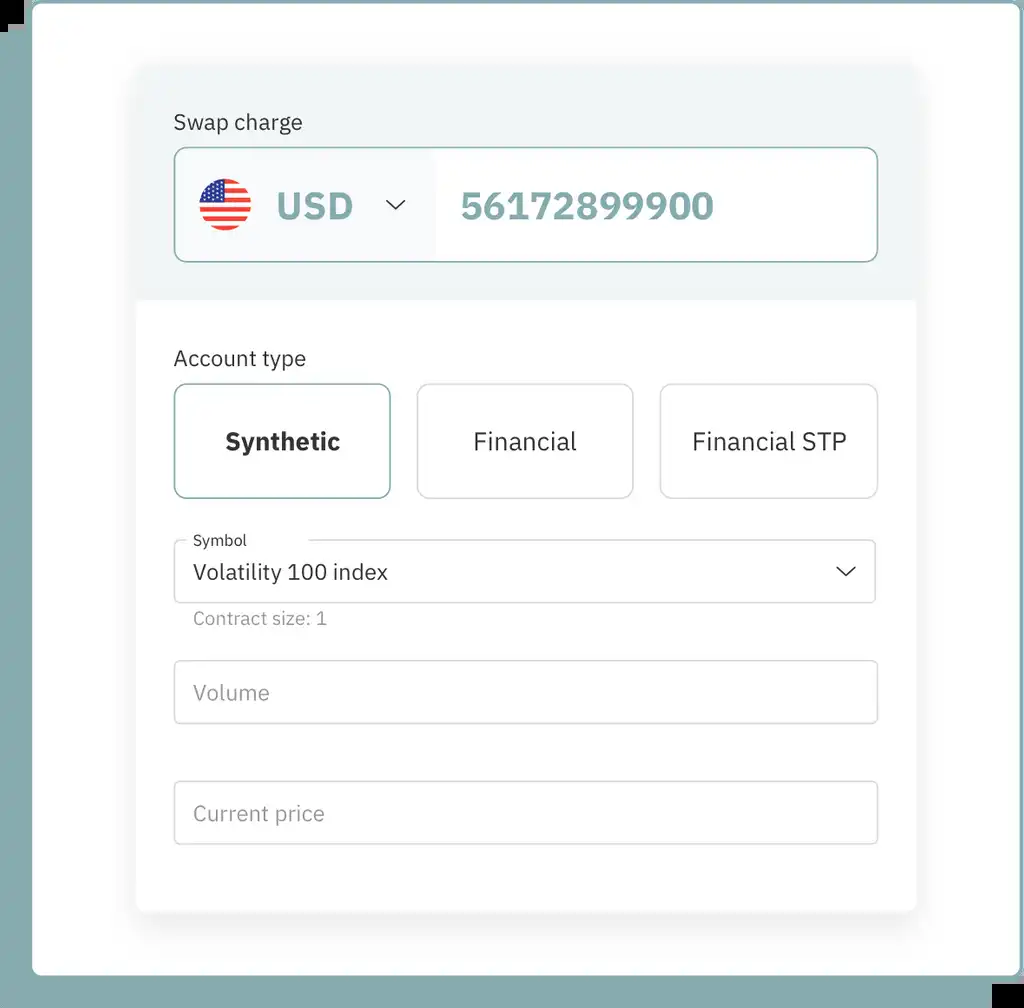 Swap charge
USD 56172899900
Account type
Synthetic Financial Financial STP
Symbol
Volatility 100 index
Contract size: 1
Volume
Current price